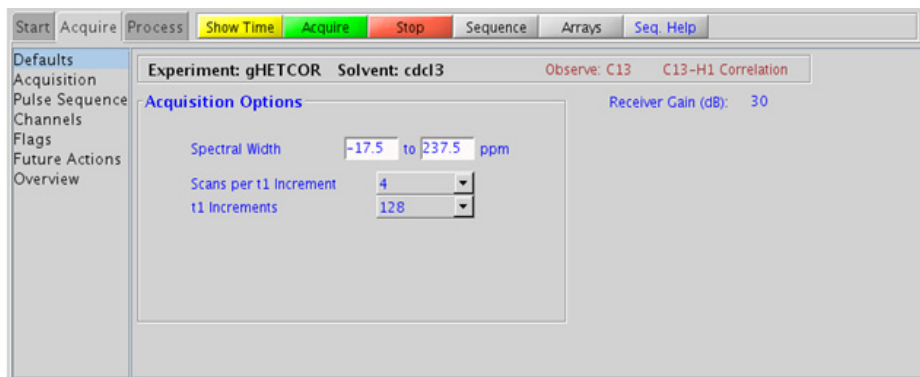 Start Acquire Process Show Time Acquire Stop Sequence Arrays Seq. Help
Defaults
Acquisition
Pulse Sequence
Channels
Flags
Future Actions
Overview
Experiment: gHETCOR Solvent: cdcl3 Observe: C13 C13-H1 Correlation
Acquisition Options
Receiver Gain (dB): 30
Spectral Width -17.5 to 237.5 ppm
Scans per t1 Increment 4
t1 Increments 128